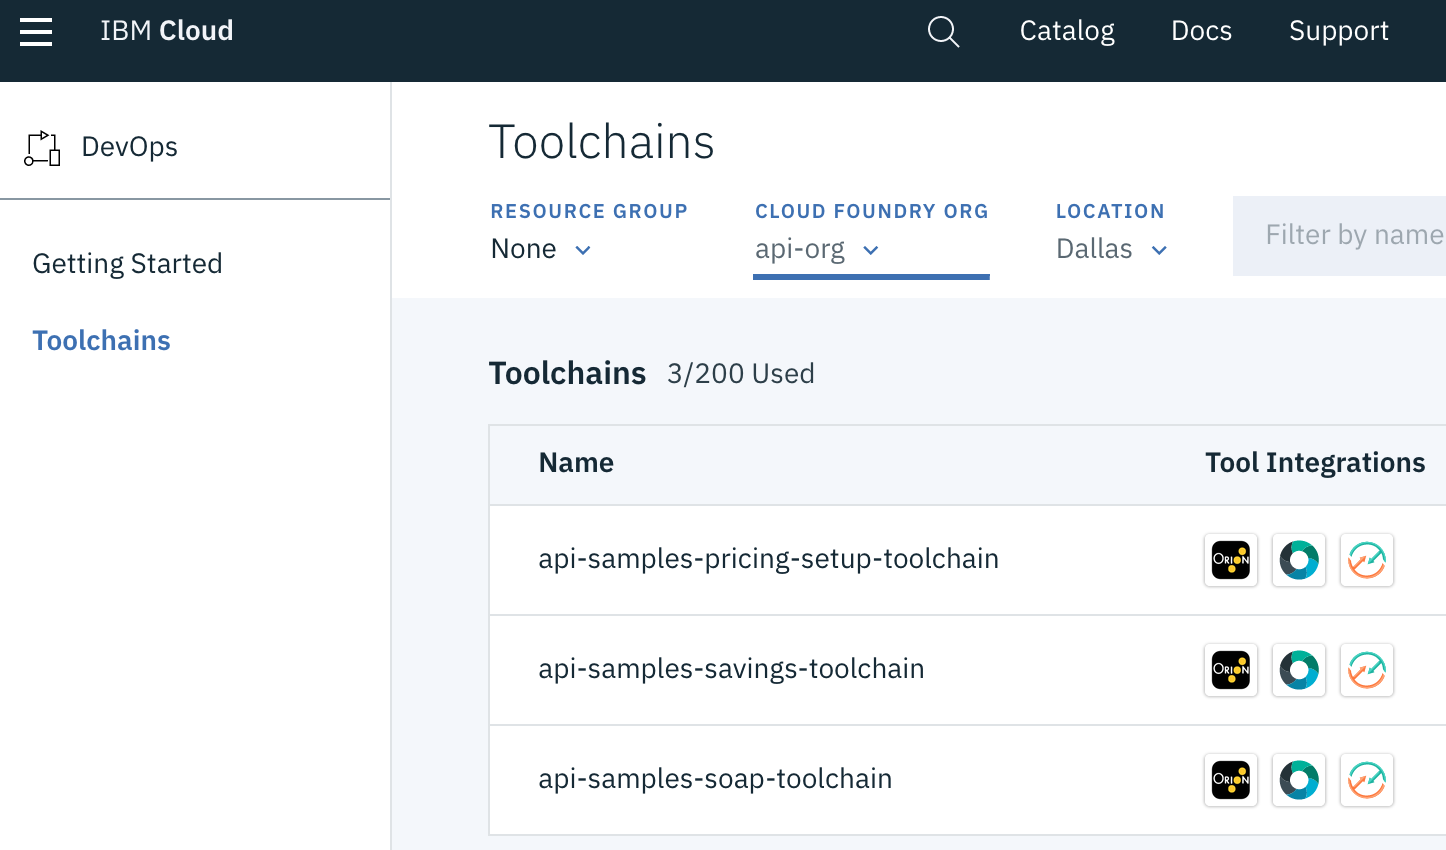 IBM Cloud
Catalog
Docs
Support
DevOps
Getting Started
Toolchains
Toolchains
RESOURCE GROUP
None
CLOUD FOUNDRY ORG
api-org
LOCATION
Dallas
Filter by name
Toolchains 3/200 Used
Name
Tool Integrations
api-samples-pricing-setup-toolchain
ORION
api-samples-savings-toolchain
ORION
api-samples-soap-toolchain
ORION